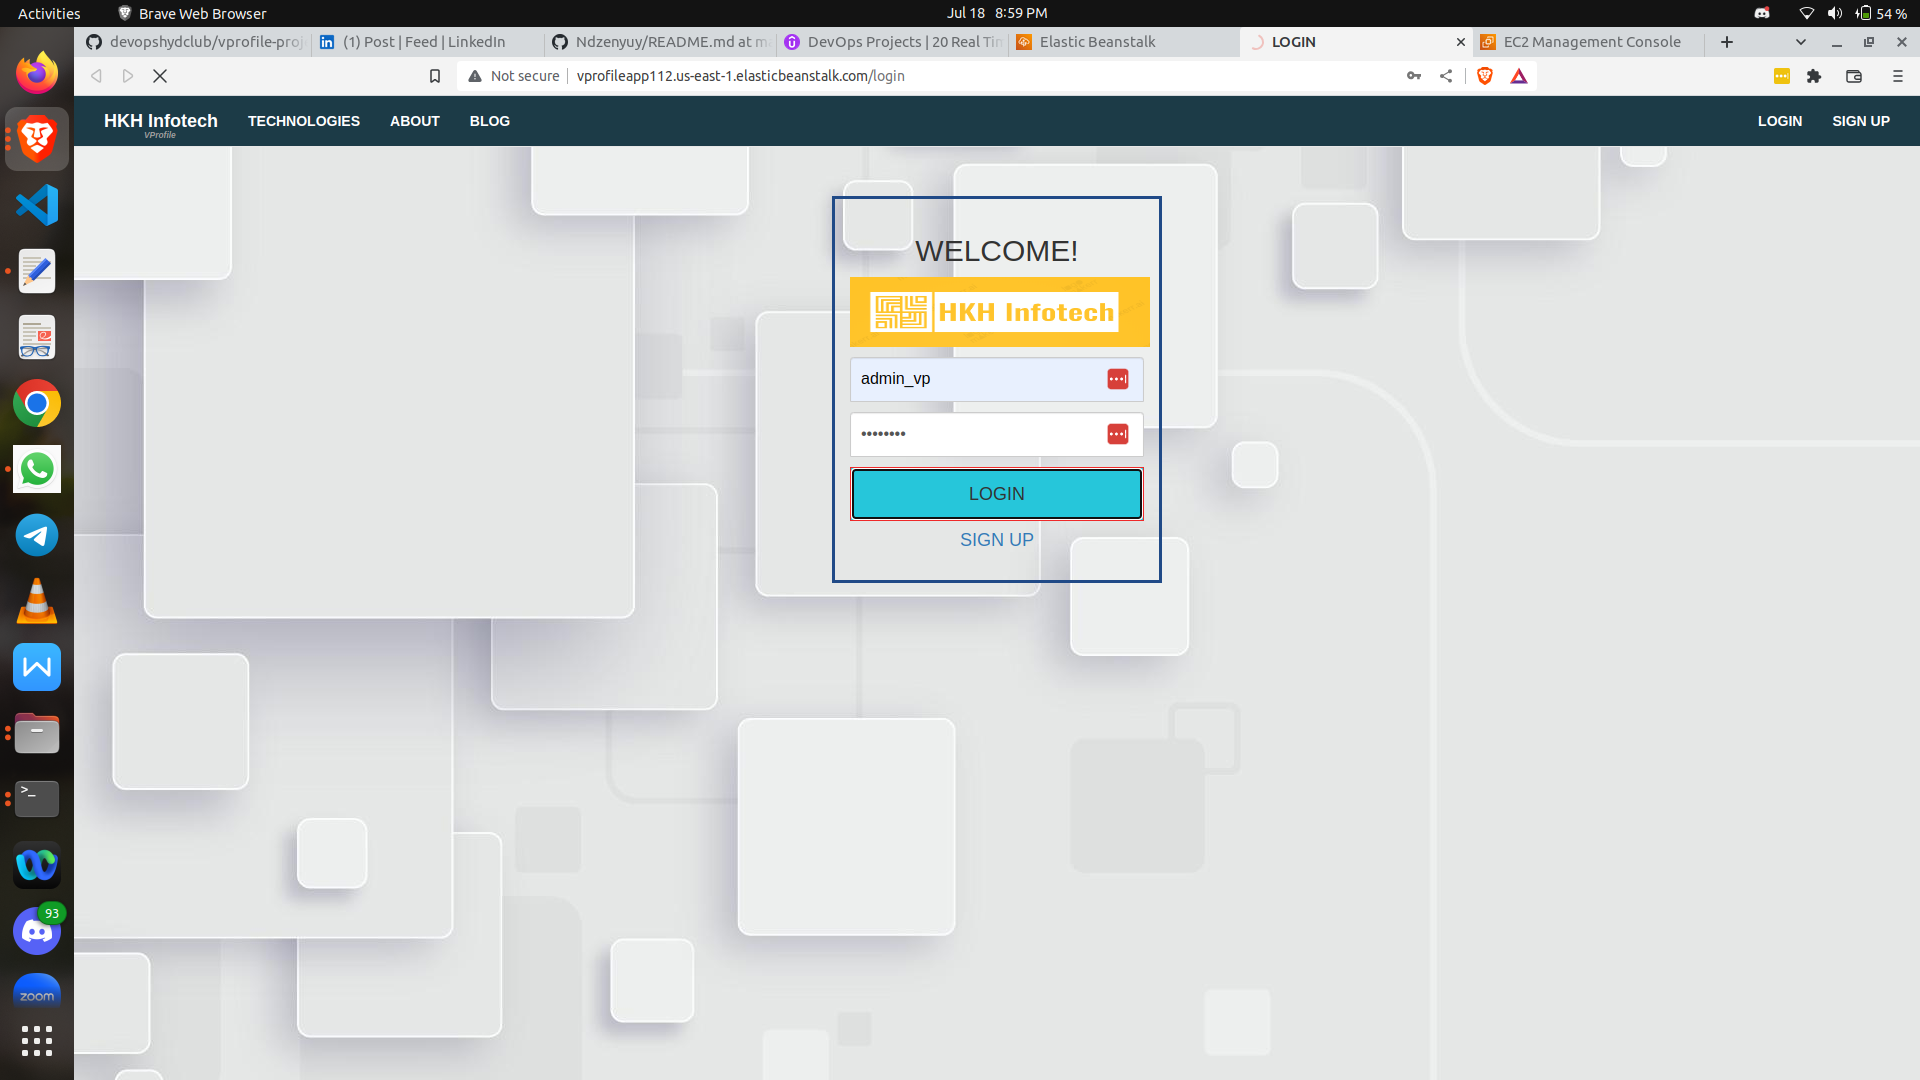 Activities
Brave Web Browser
Jul 18 8:59 PM
54 %
devopshydclub/vprofile-proj
(1) Post | Feed | LinkedIn
Ndzenyuy/README.md at m
DevOps Projects | 20 Real Tim
Elastic Beanstalk
LOGIN
EC2 Management Console
Not secure
vprofileapp112.us-east-1.elasticbeanstalk.com/login
HKH Infotech
VProfile
TECHNOLOGIES
ABOUT
BLOG
LOGIN
SIGN UP
WELCOME!
HKH Infotech
admin_vp
••••••••
LOGIN
SIGN UP
>_
93
zoom